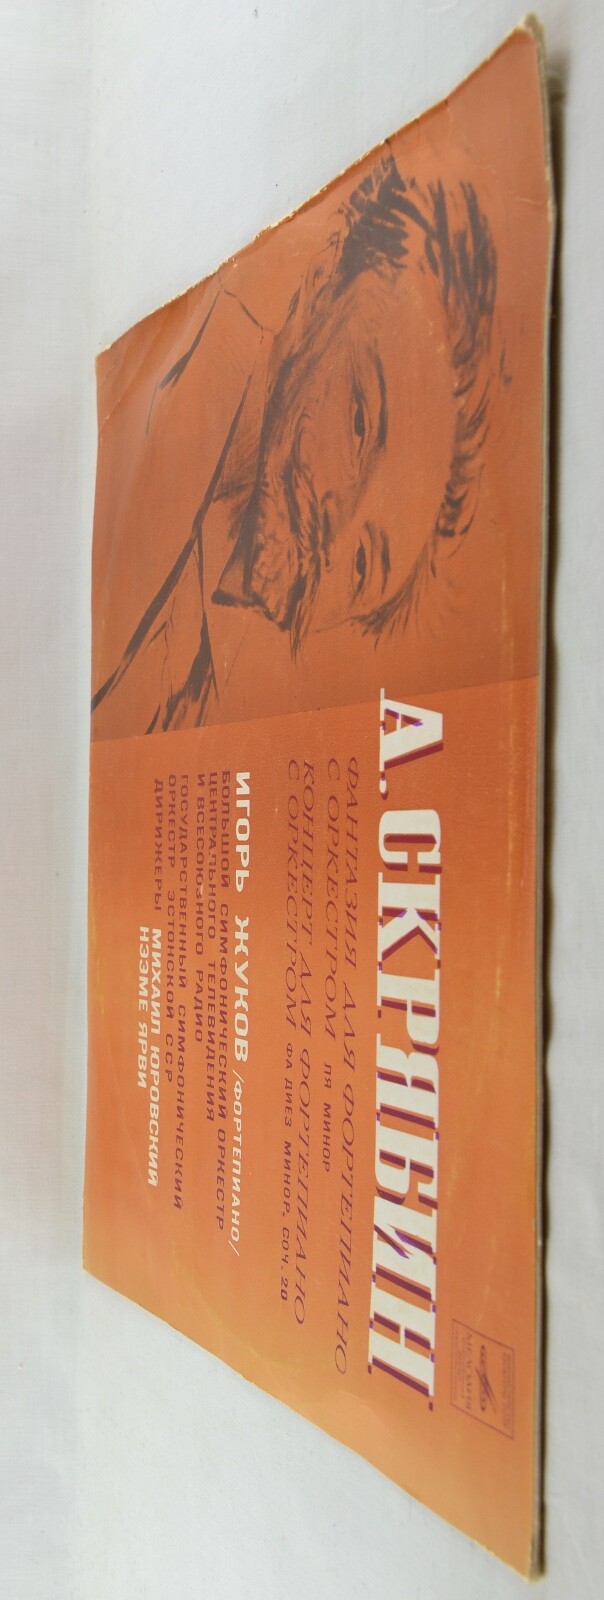 А. СКРЯБИН
ФАНТАЗИЯ ДЛЯ ФОРТЕПИАНО
С ОРКЕСТРОМ ЛЯ МИНОР
КОНЦЕРТ ДЛЯ ФОРТЕПИАНО
С ОРКЕСТРОМ ФА ДИЕЗ МИНОР, СОЧ. 20
ИГОРЬ ЖУКОВ /ФОРТЕПИАНО/
БОЛЬШОЙ СИМФОНИЧЕСКИЙ ОРКЕСТР
ЦЕНТРАЛЬНОГО ТЕЛЕВИДЕНИЯ
И ВСЕСОЮЗНОГО РАДИО
ГОСУДАРСТВЕННЫЙ СИМФОНИЧЕСКИЙ
ОРКЕСТР ЭСТОНСКОЙ ССР
ДИРИЖЕРЫ МИХАИЛ ЮРОВСКИЙ
НЭЭМЕ ЯРВИ
МЕЛОДИЯ